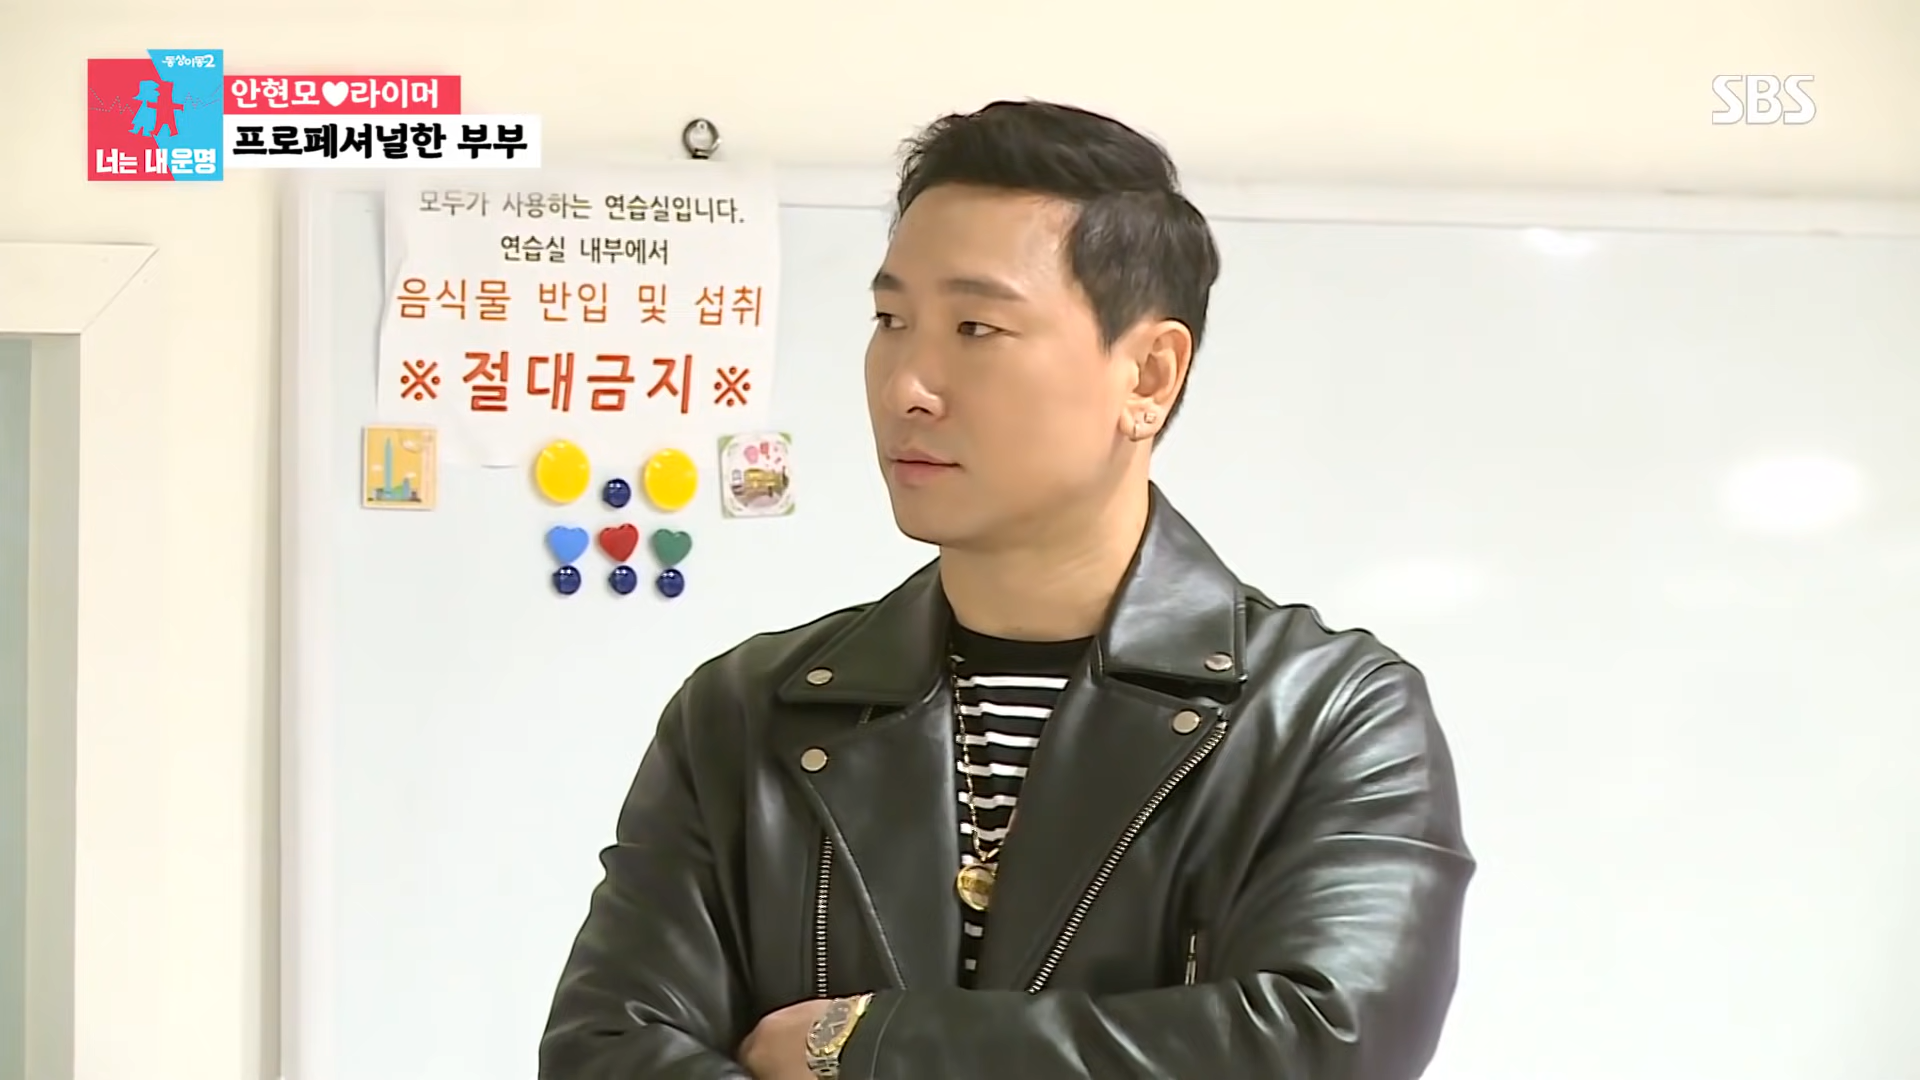 동상이몽2
너는 내 운명
안현모♥라이머
프로페셔널한 부부
SBS
모두가 사용하는 연습실입니다.
연습실 내부에서
음식물 반입 및 섭취
※절대금지※